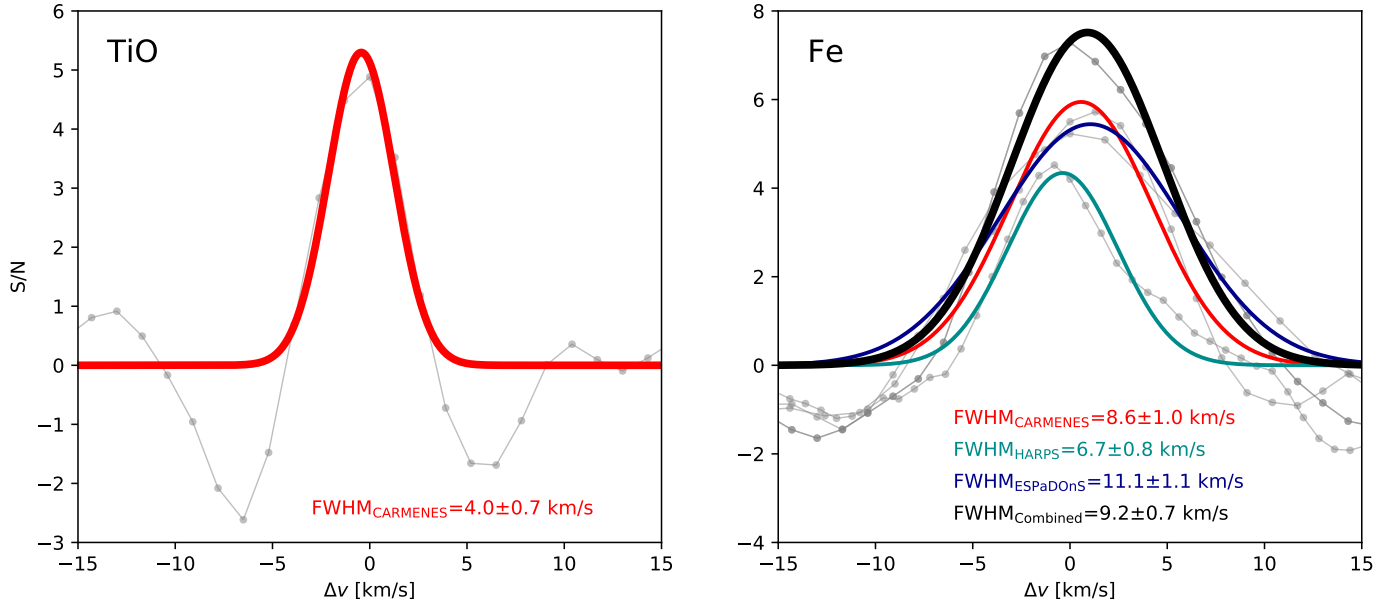 TiO
FWHM_CARMENES=4.0±0.7 km/s
S/N
6
5
4
3
2
1
0
−1
−2
−3
−15 −10 −5 0 5 10 15
Δv [km/s]
Fe
FWHM_CARMENES=8.6±1.0 km/s
FWHM_HARPS=6.7±0.8 km/s
FWHM_ESPaDOnS=11.1±1.1 km/s
FWHM_Combined=9.2±0.7 km/s
8
6
4
2
0
−2
−4
−15 −10 −5 0 5 10 15
Δv [km/s]